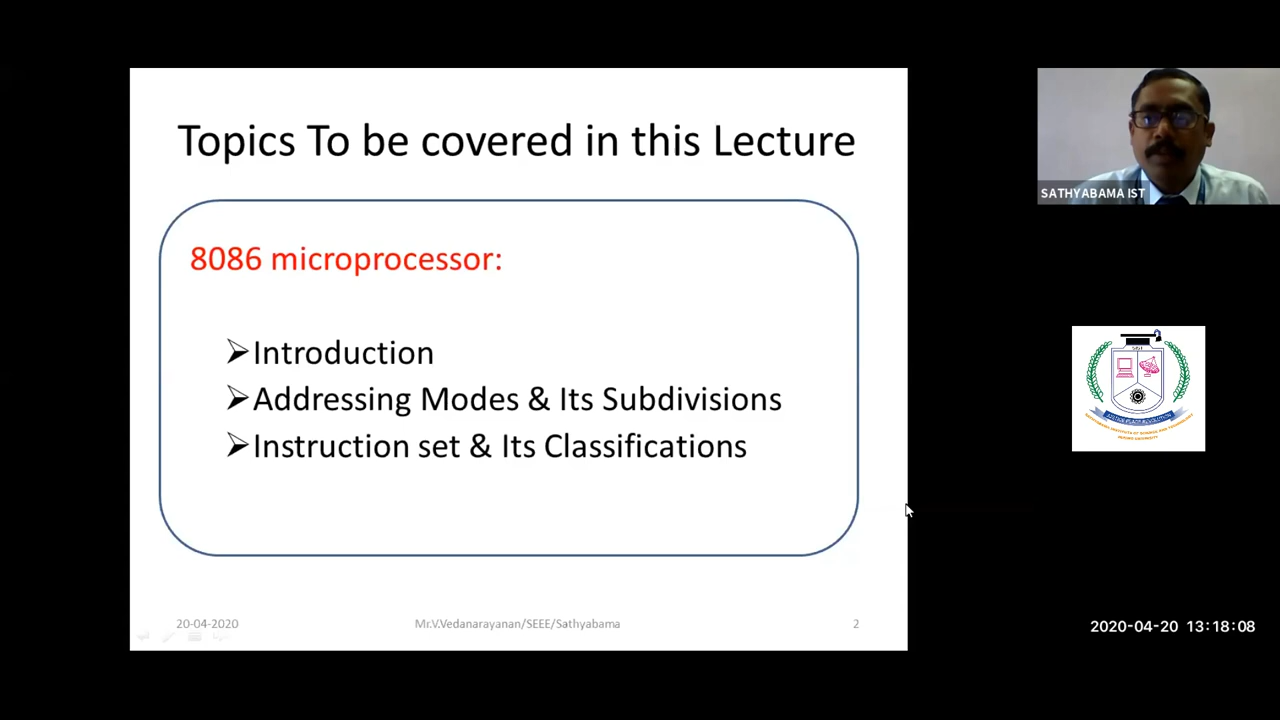 Topics To be covered in this Lecture
8086 microprocessor:
➢Introduction
➢Addressing Modes & Its Subdivisions
➢Instruction set & Its Classifications
20-04-2020
Mr.V.Vedanarayanan/SEEE/Sathyabama
2
SATHYABAMA IST
2020-04-20 13:18:08